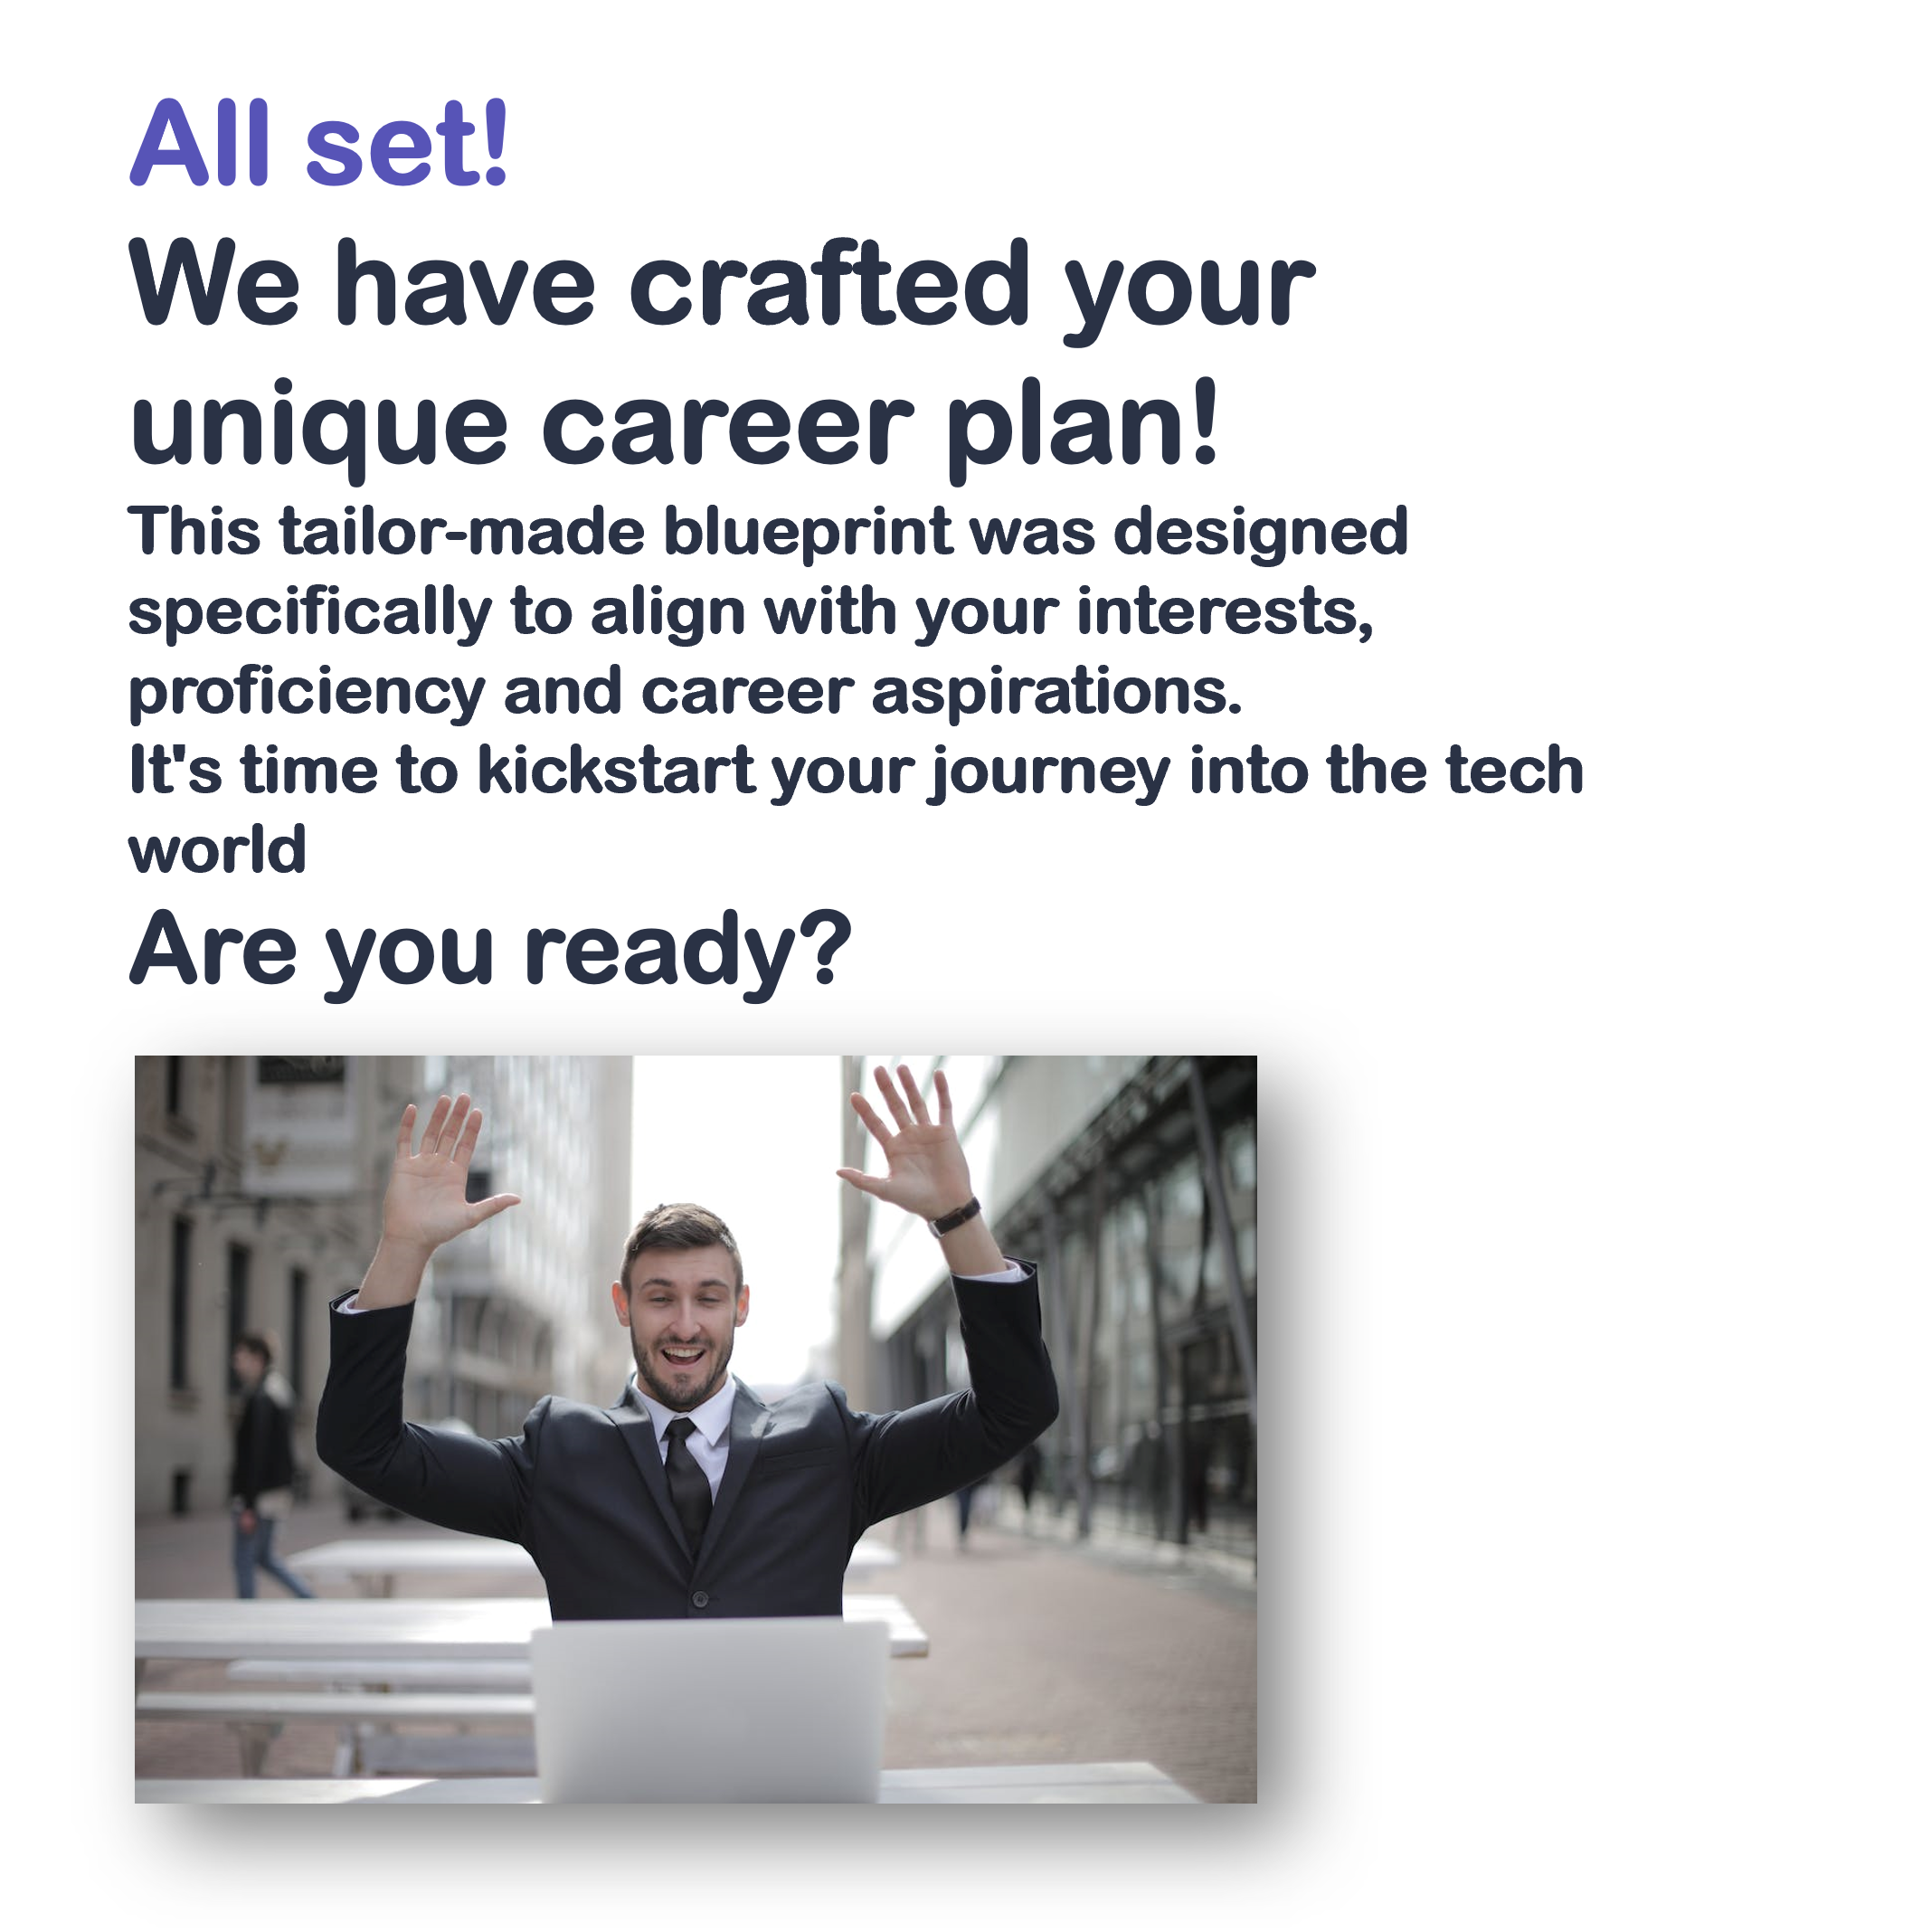 All set!
We have crafted your
unique career plan!
This tailor-made blueprint was designed
specifically to align with your interests,
proficiency and career aspirations.
It's time to kickstart your journey into the tech
world
Are you ready?